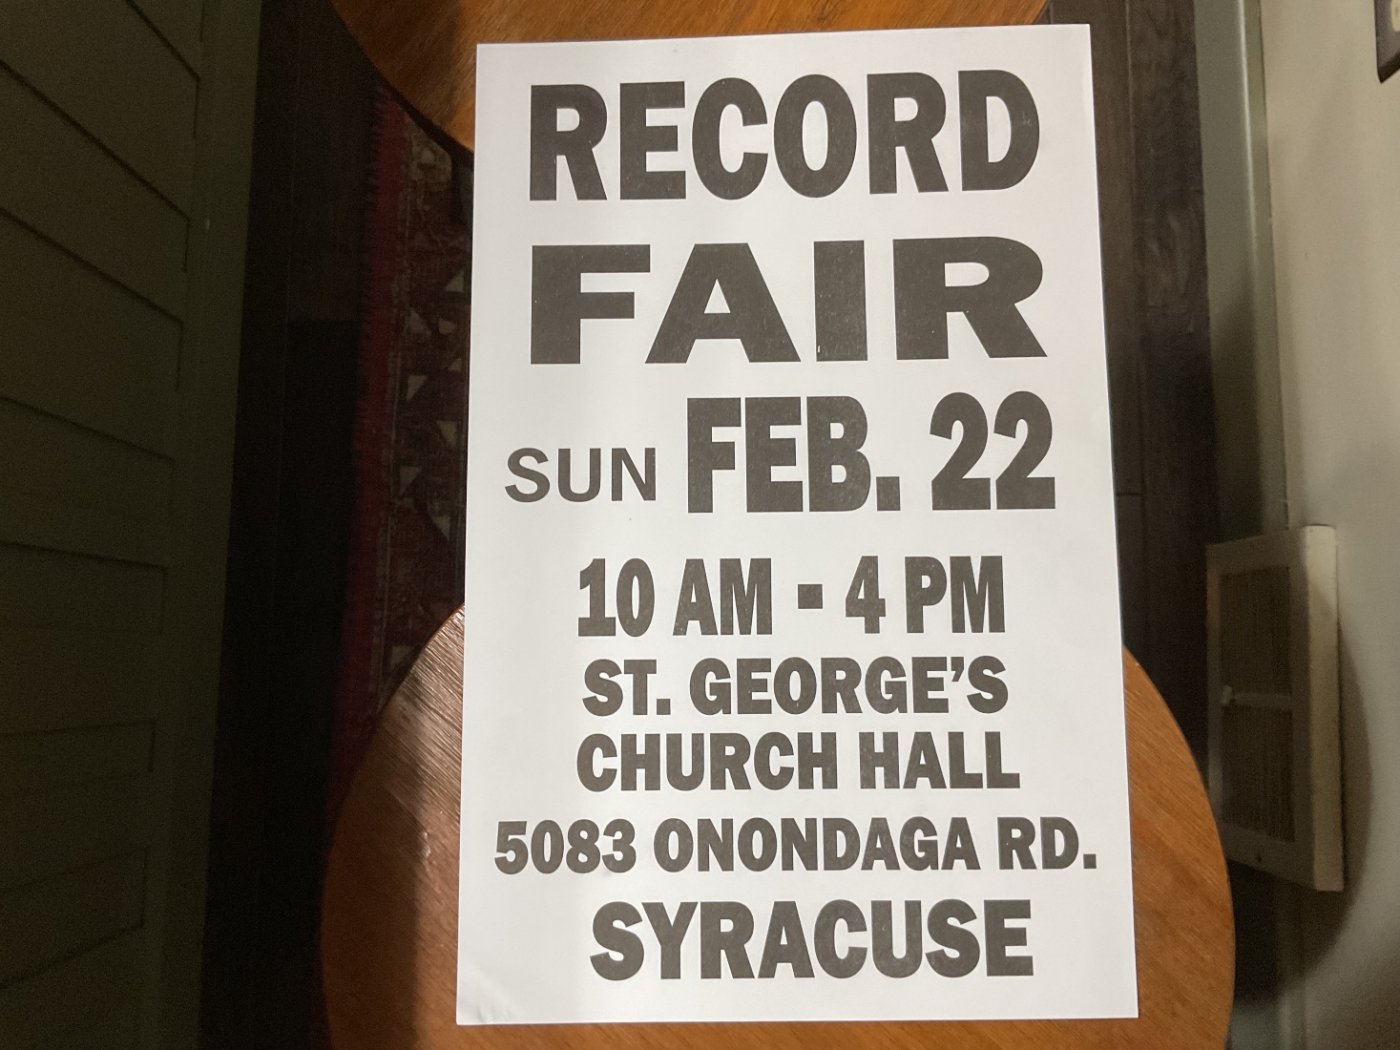 RECORD
FAIR
SUN FEB. 22
10 AM - 4 PM
ST. GEORGE'S
CHURCH HALL
5083 ONONDAGA RD.
SYRACUSE